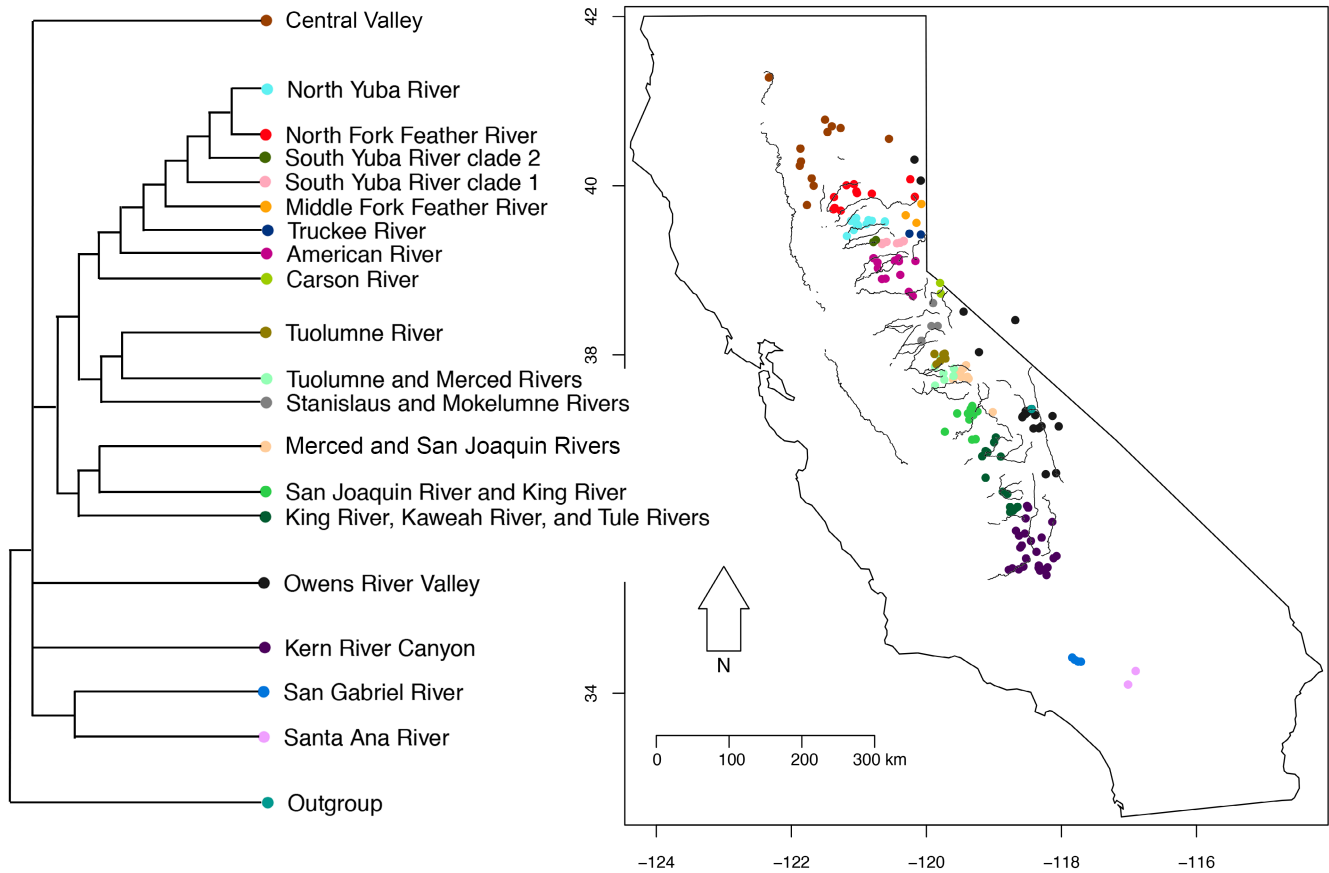 Central Valley
North Yuba River
North Fork Feather River
South Yuba River clade 2
South Yuba River clade 1
Middle Fork Feather River
Truckee River
American River
Carson River
Tuolumne River
Tuolumne and Merced Rivers
Stanislaus and Mokelumne Rivers
Merced and San Joaquin Rivers
San Joaquin River and King River
King River, Kaweah River, and Tule Rivers
Owens River Valley
Kern River Canyon
San Gabriel River
Santa Ana River
Outgroup
42
40
38
34
N
0 100 200 300 km
−124 −122 −120 −118 −116